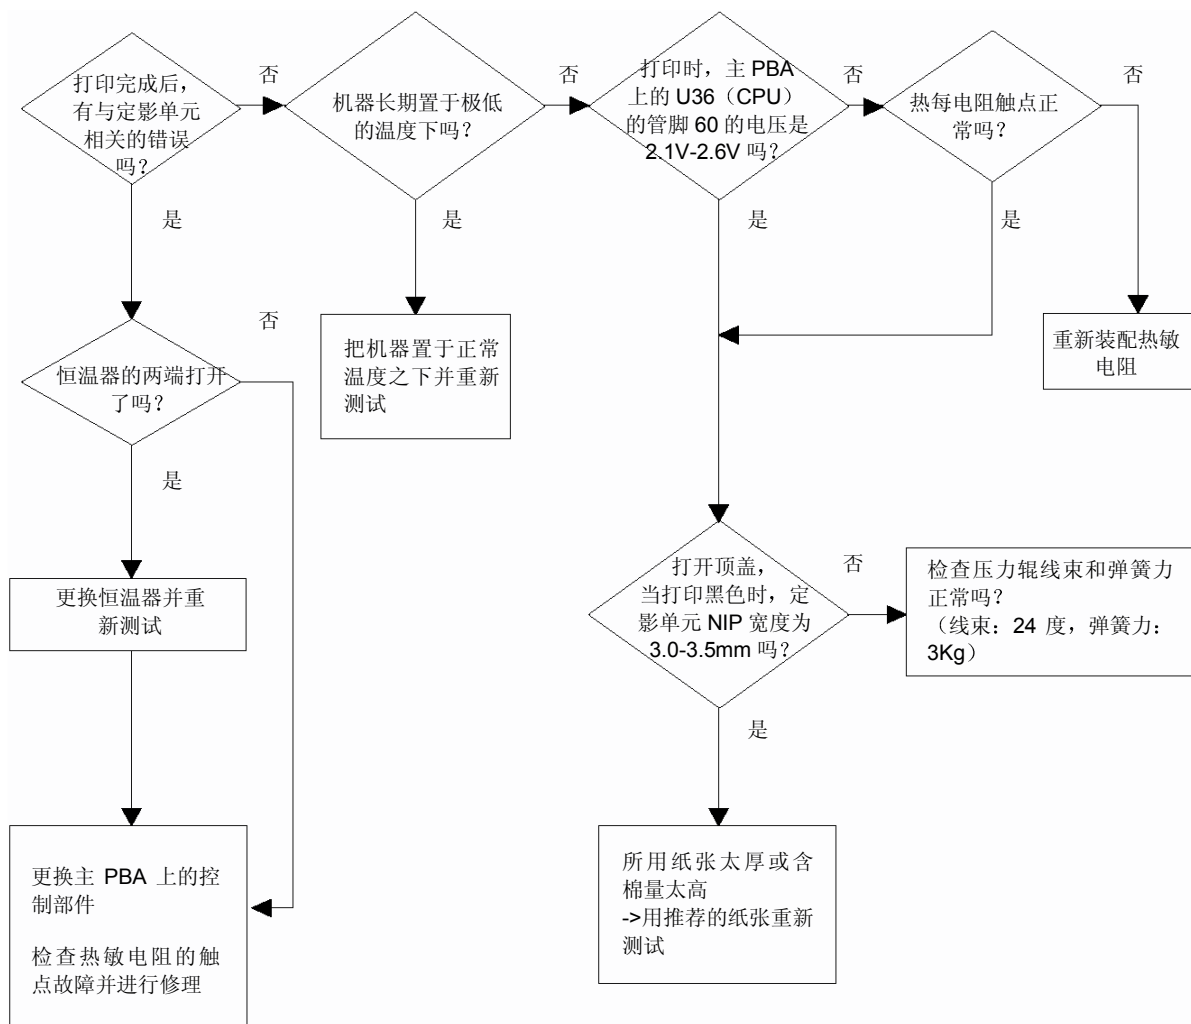 打印完成后，
有与定影单元
相关的错误
吗？
否
机器长期置于极低
的温度下吗？
否
打印时，主 PBA
上的 U36（CPU）
的管脚 60 的电压是
2.1V-2.6V 吗？
否
热每电阻触点正
常吗？
否
是
是
是
是
重新装配热敏
电阻
把机器置于正常
温度之下并重新
测试
恒温器的两端打开
了吗？
否
是
更换恒温器并重
新测试
打开顶盖，
当打印黑色时，定
影单元 NIP 宽度为
3.0-3.5mm 吗？
否
检查压力辊线束和弹簧力
正常吗？
（线束：24 度，弹簧力：
3Kg）
是
更换主 PBA 上的控
制部件
检查热敏电阻的触
点故障并进行修理
所用纸张太厚或含
棉量太高
->用推荐的纸张重新
测试